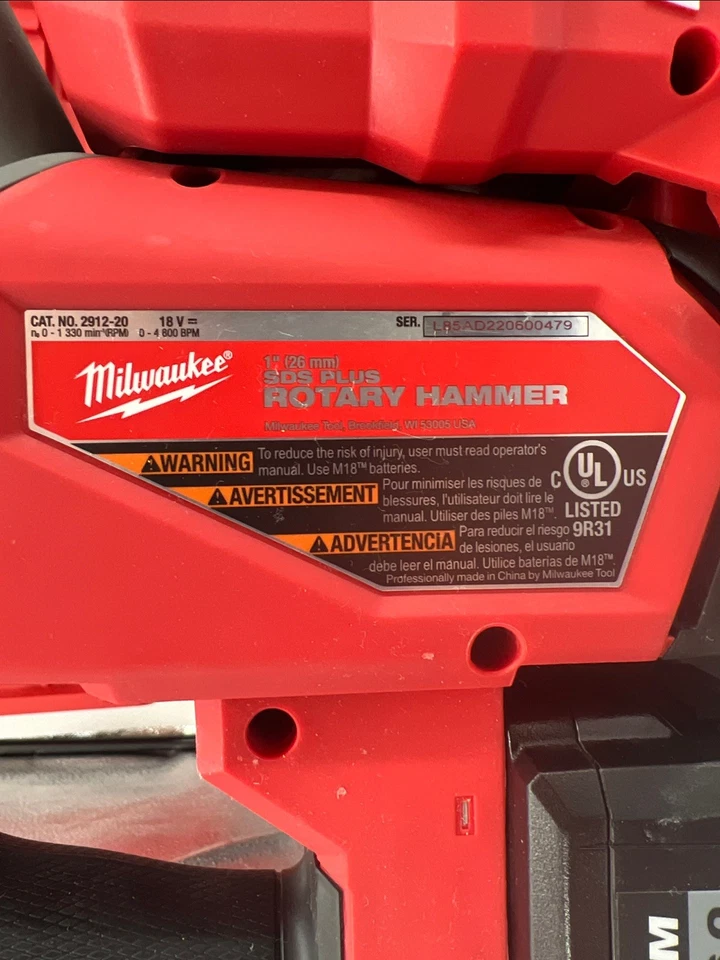 CAT. NO. 2912-20 18 V ⎓ SER. LB5AD220600479
n₀ 0 - 1 330 min⁻¹(RPM) 0 - 4 600 BPM
Milwaukee®
1" (26 mm)
SDS PLUS
ROTARY HAMMER
Milwaukee Tool, Brookfield, WI 53005 USA
⚠WARNING To reduce the risk of injury, user must read operator's
manual. Use M18™ batteries.
⚠AVERTISSEMENT Pour minimiser les risques de
blessures, l'utilisateur doit lire le
manual. Utiliser des piles M18™.
⚠ADVERTENCIA Para reducir el riesgo
de lesiones, el usuario
debe leer el manual. Utilice baterias de M18™.
Professionally made in China by Milwaukee Tool
C UL® US
LISTED
9R31
M